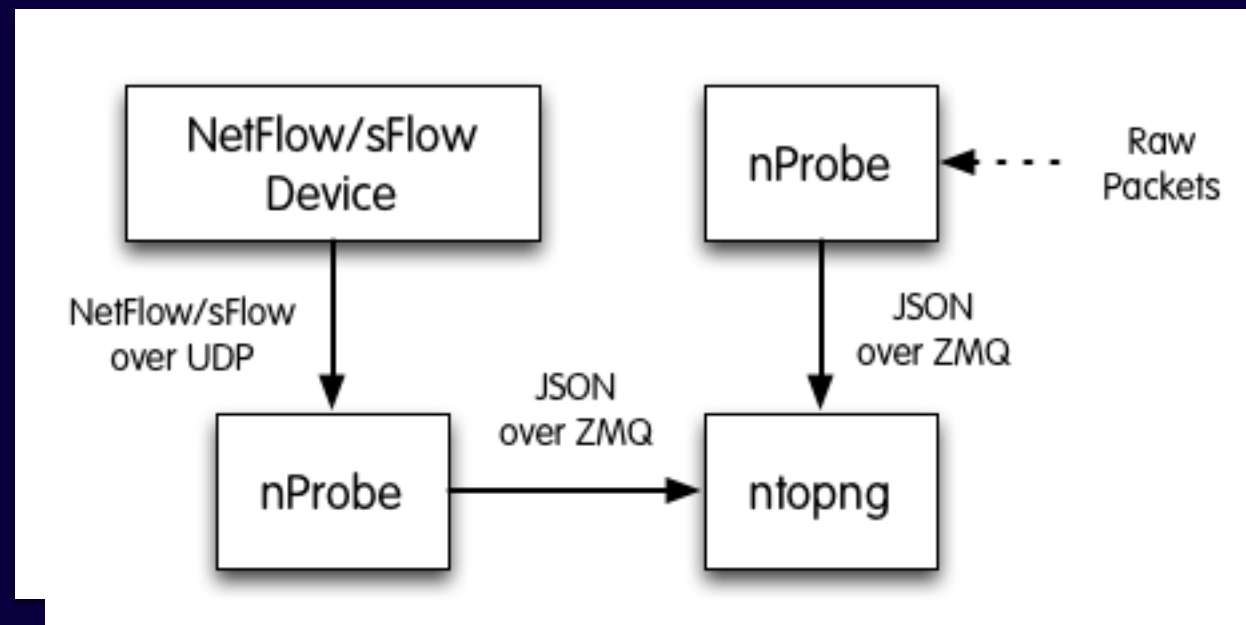 NetFlow/sFlow
Device
nProbe
Raw
Packets
NetFlow/sFlow
over UDP
JSON
over ZMQ
JSON
over ZMQ
nProbe
ntopng